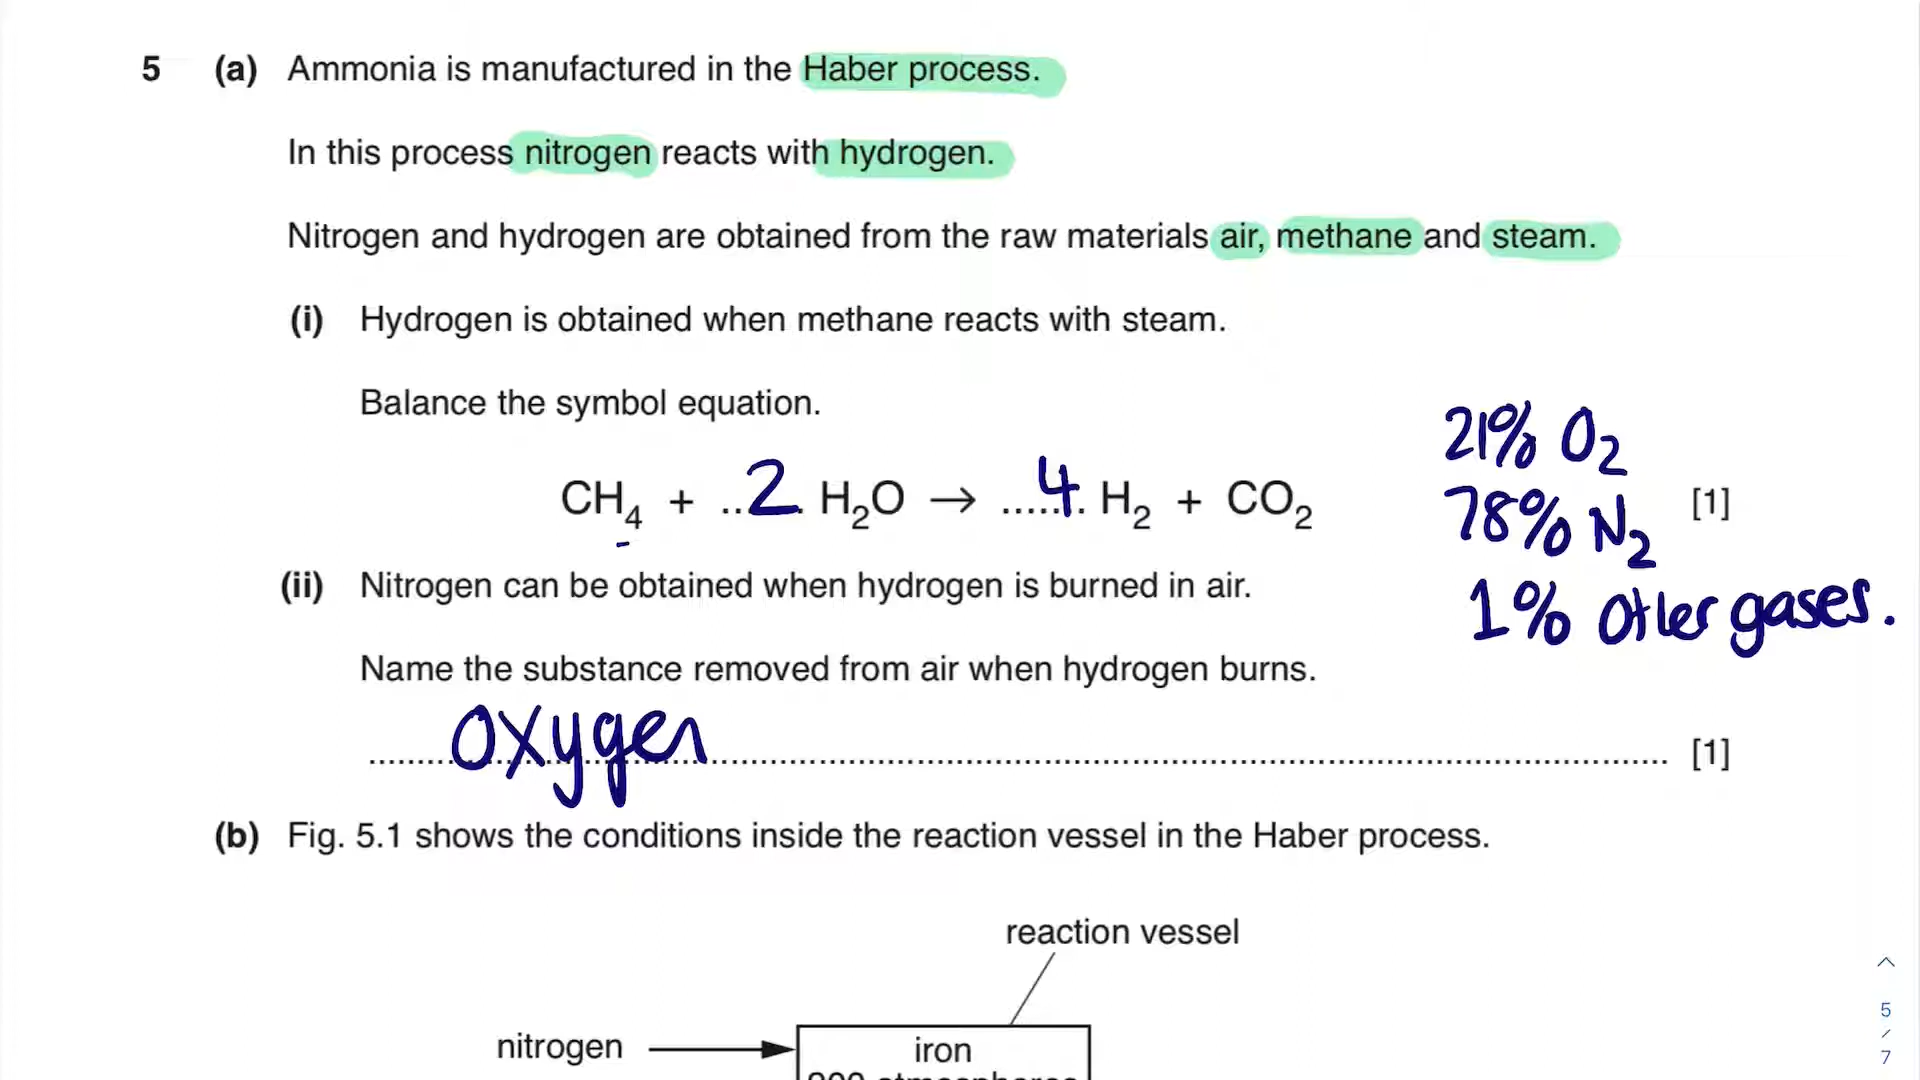 5 (a) Ammonia is manufactured in the Haber process.
In this process nitrogen reacts with hydrogen.
Nitrogen and hydrogen are obtained from the raw materials air, methane and steam.
(i) Hydrogen is obtained when methane reacts with steam.
Balance the symbol equation.
CH₄ + ..2. H₂O → .....4. H₂ + CO₂ [1]
21% O₂
78% N₂
1% Other gases.
(ii) Nitrogen can be obtained when hydrogen is burned in air.
Name the substance removed from air when hydrogen burns.
Oxygen [1]
(b) Fig. 5.1 shows the conditions inside the reaction vessel in the Haber process.
reaction vessel
nitrogen
iron
200 atmospheres
5
/
7